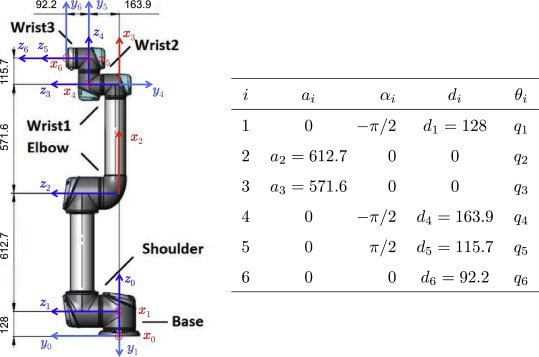 92.2
y6
y5
163.9
Wrist3
z4
x3
Wrist2
z6
z5
x6
x5
115.7
z3
x4
y4
571.6
Wrist1
Elbow
x2
z2
612.7
Shoulder
z0
z1
x1
128
Base
y0
x0
y1
i ai αi di θi
1 0 −π/2 d1 = 128 q1
2 a2 = 612.7 0 0 q2
3 a3 = 571.6 0 0 q3
4 0 −π/2 d4 = 163.9 q4
5 0 π/2 d5 = 115.7 q5
6 0 0 d6 = 92.2 q6